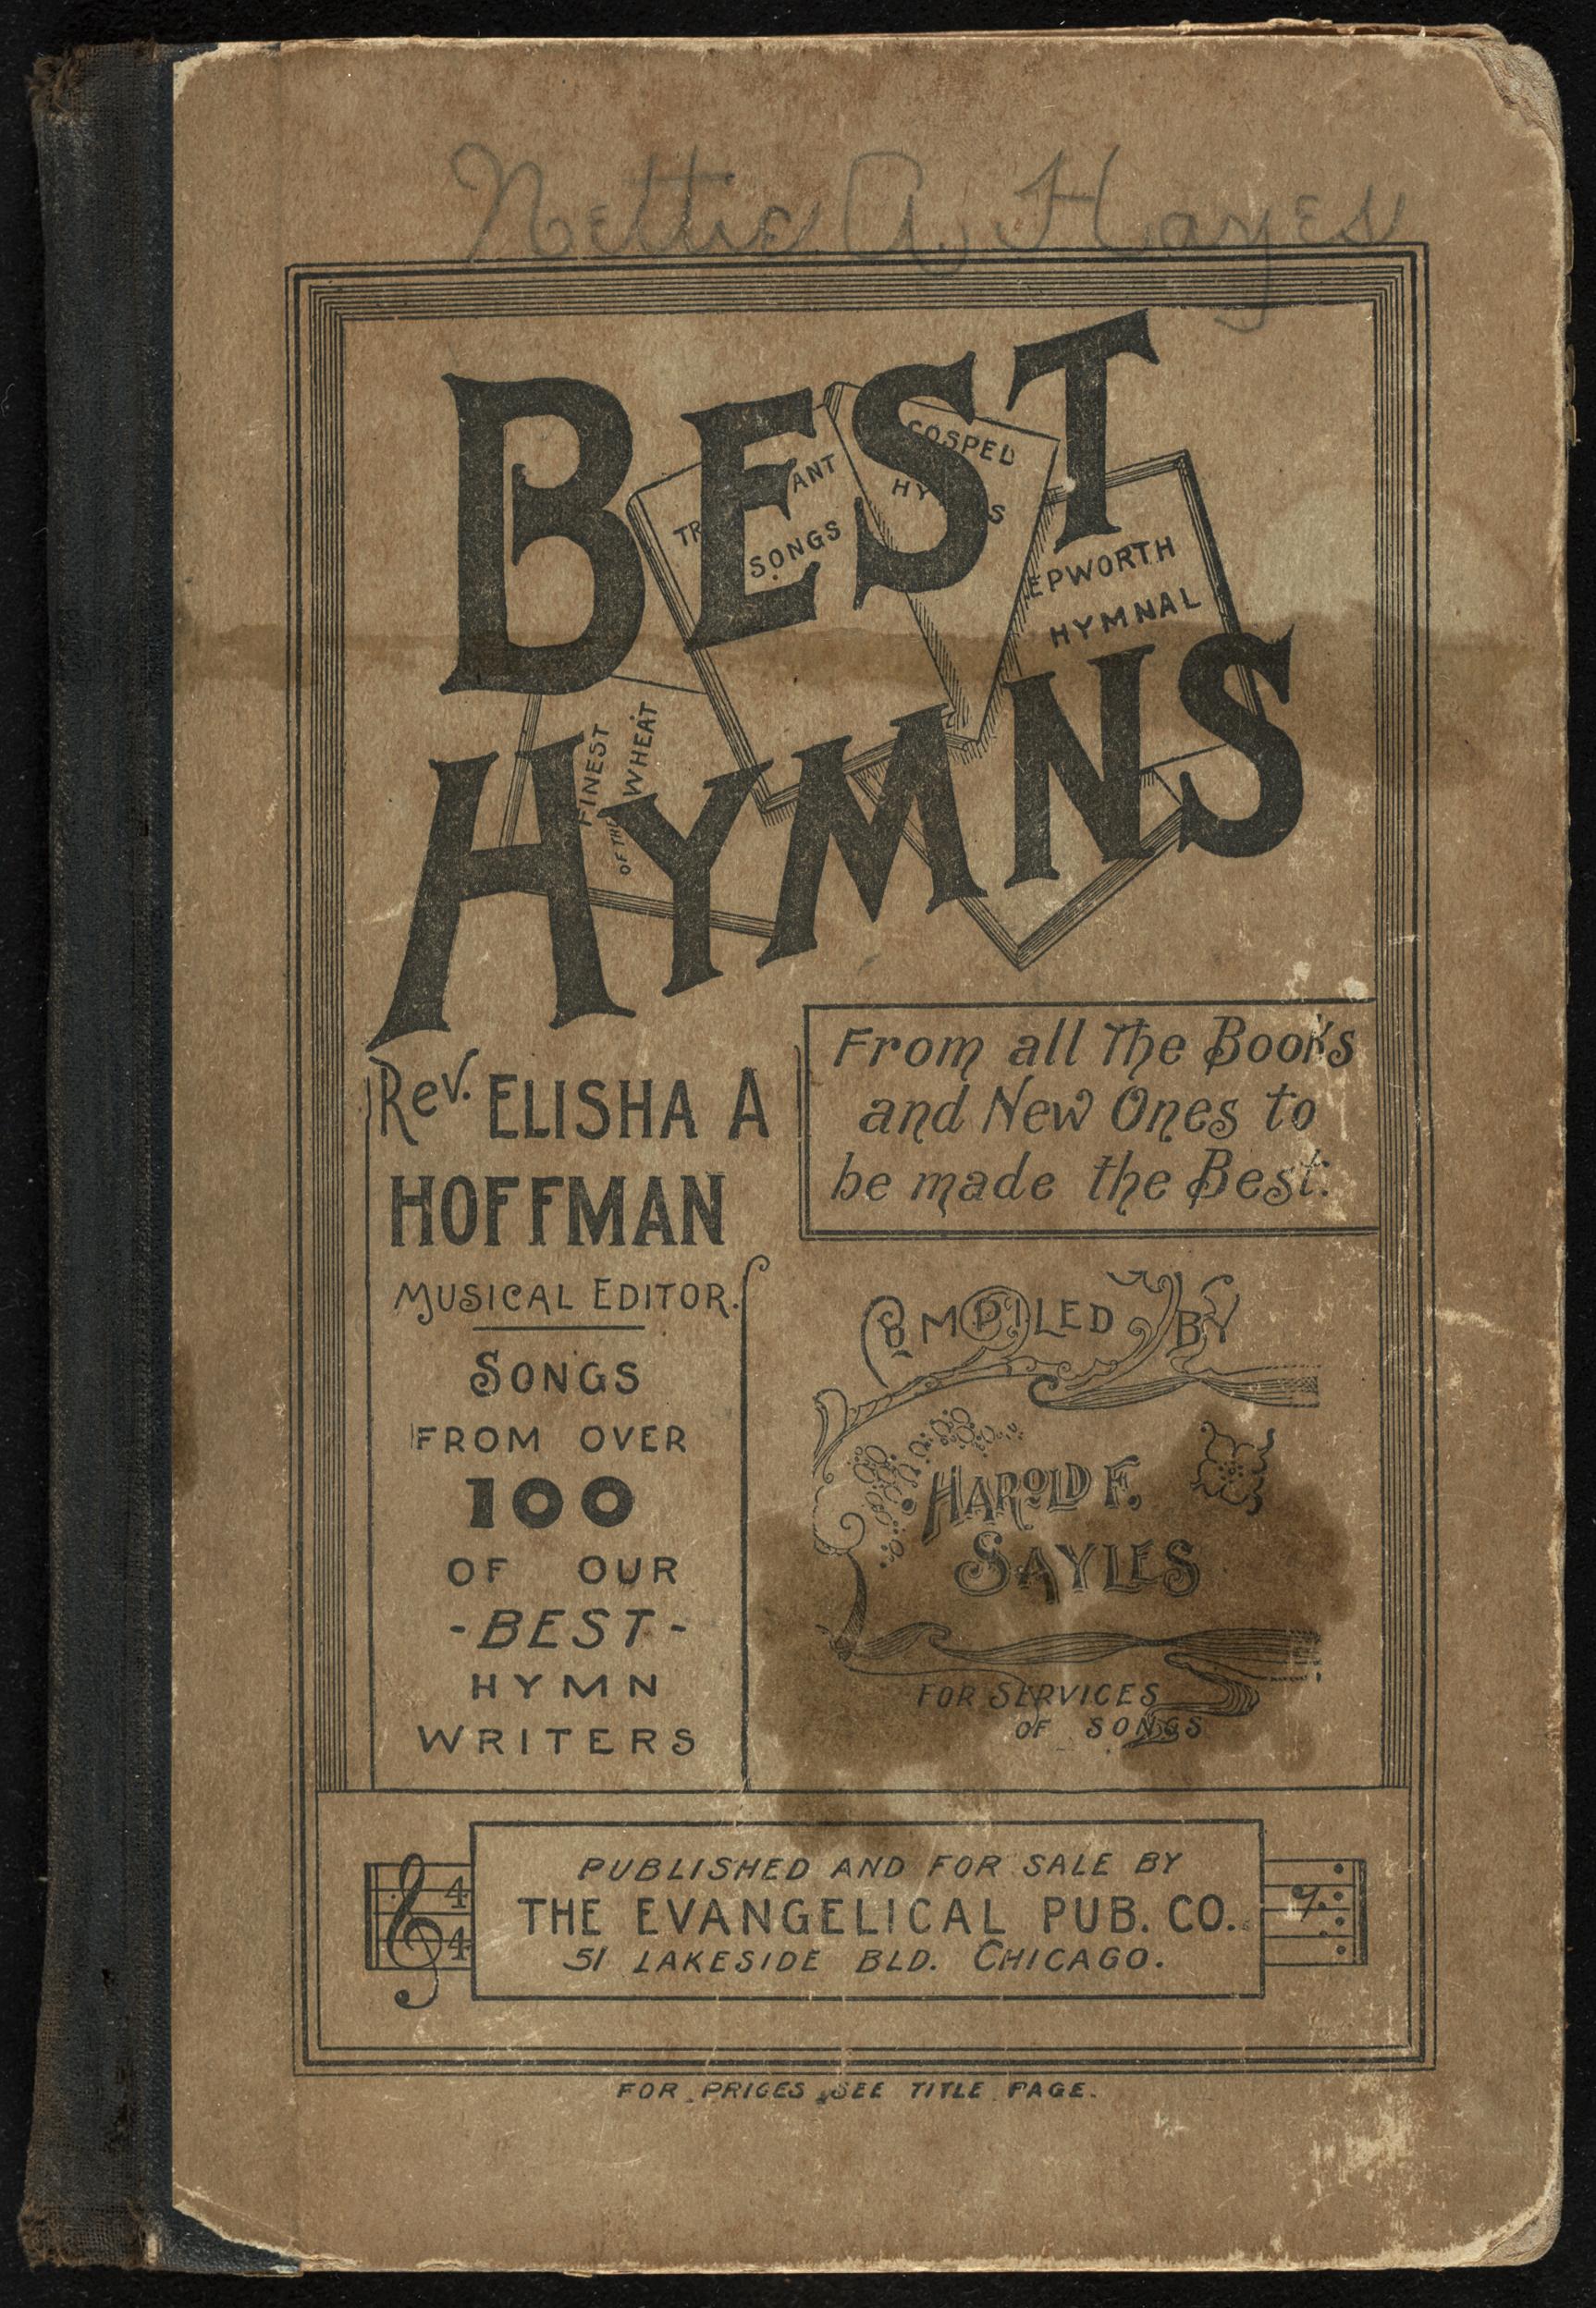 Nettie A. Hayes
BEST
GOSPEL
HY S
TR ANT
SONGS
EPWORTH
HYMNAL
FINEST
OF THE WHEAT
HYMNS
From all The Books
and New Ones to
be made the Best.
Rev. ELISHA A
HOFFMAN
MUSICAL EDITOR.
SONGS
FROM OVER
100
OF OUR
-BEST-
HYMN
WRITERS
COMPILED BY
HAROLD F.
SAYLES
FOR SERVICES
OF SONGS
4
4
PUBLISHED AND FOR SALE BY
THE EVANGELICAL PUB. CO.
51 LAKESIDE BLD. CHICAGO.
FOR PRICES SEE TITLE PAGE.